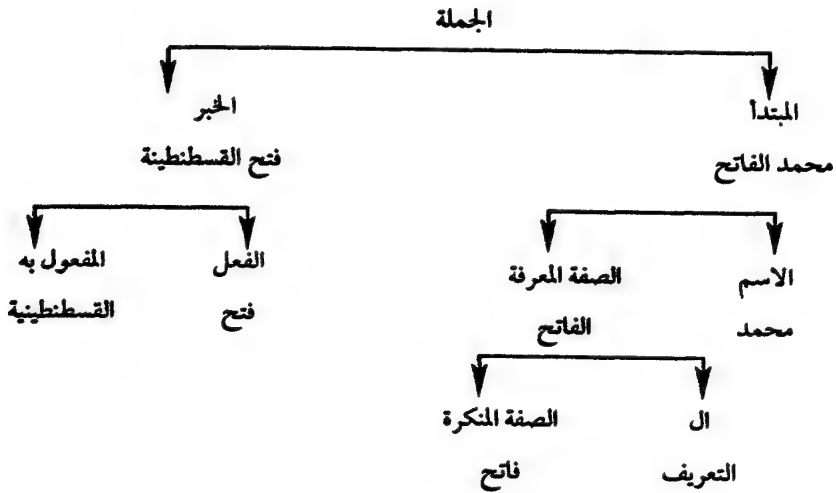 الجملة
المبتدأ الخبر
محمد الفاتح فتح القسطنطينة
الاسم الصفة المعرفة الفعل المفعول به
محمد الفاتح فتح القسطنطينية
ال الصفة المنكرة
التعريف فاتح